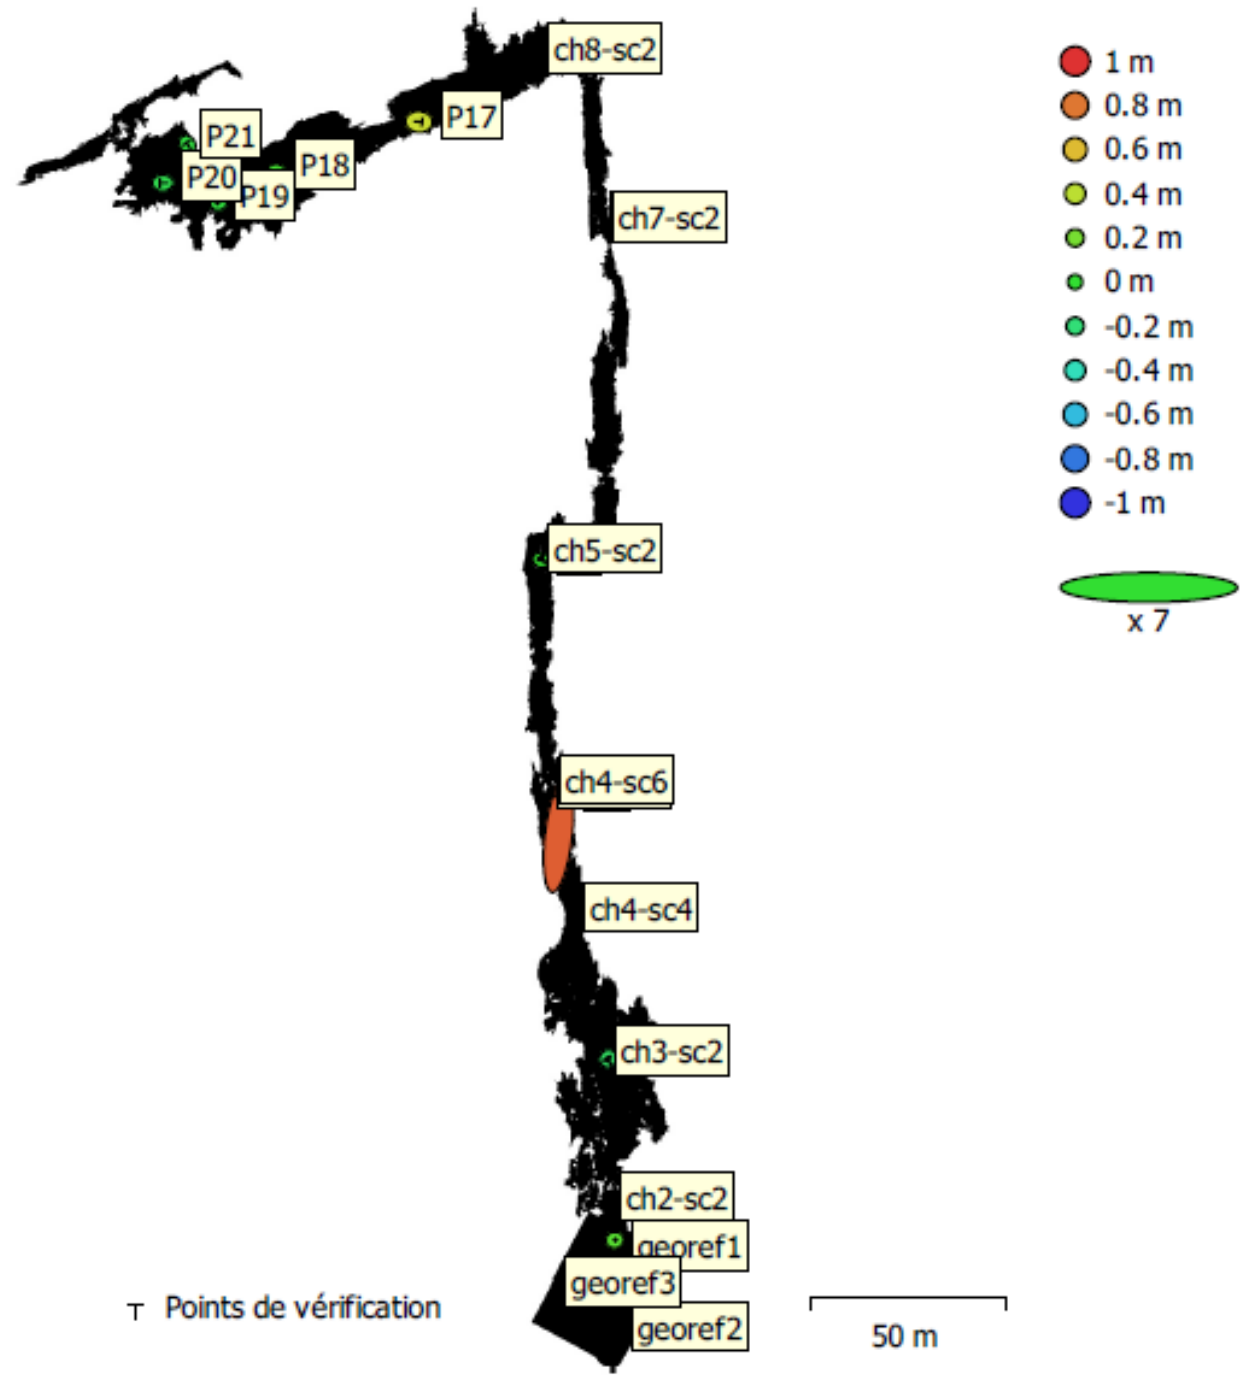 ch8-sc2
P17
P21
P18
P20
P19
ch7-sc2
ch5-sc2
ch4-sc6
ch4-sc4
ch3-sc2
ch2-sc2
georef1
georef3
georef2
1 m
0.8 m
0.6 m
0.4 m
0.2 m
0 m
-0.2 m
-0.4 m
-0.6 m
-0.8 m
-1 m
x 7
Points de vérification
50 m